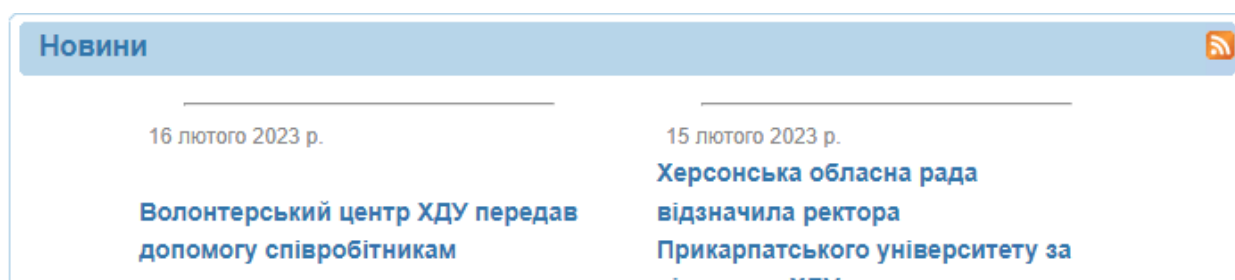 Новини
16 лютого 2023 р.
Волонтерський центр ХДУ передав
допомогу співробітникам
15 лютого 2023 р.
Херсонська обласна рада
відзначила ректора
Прикарпатського університету за